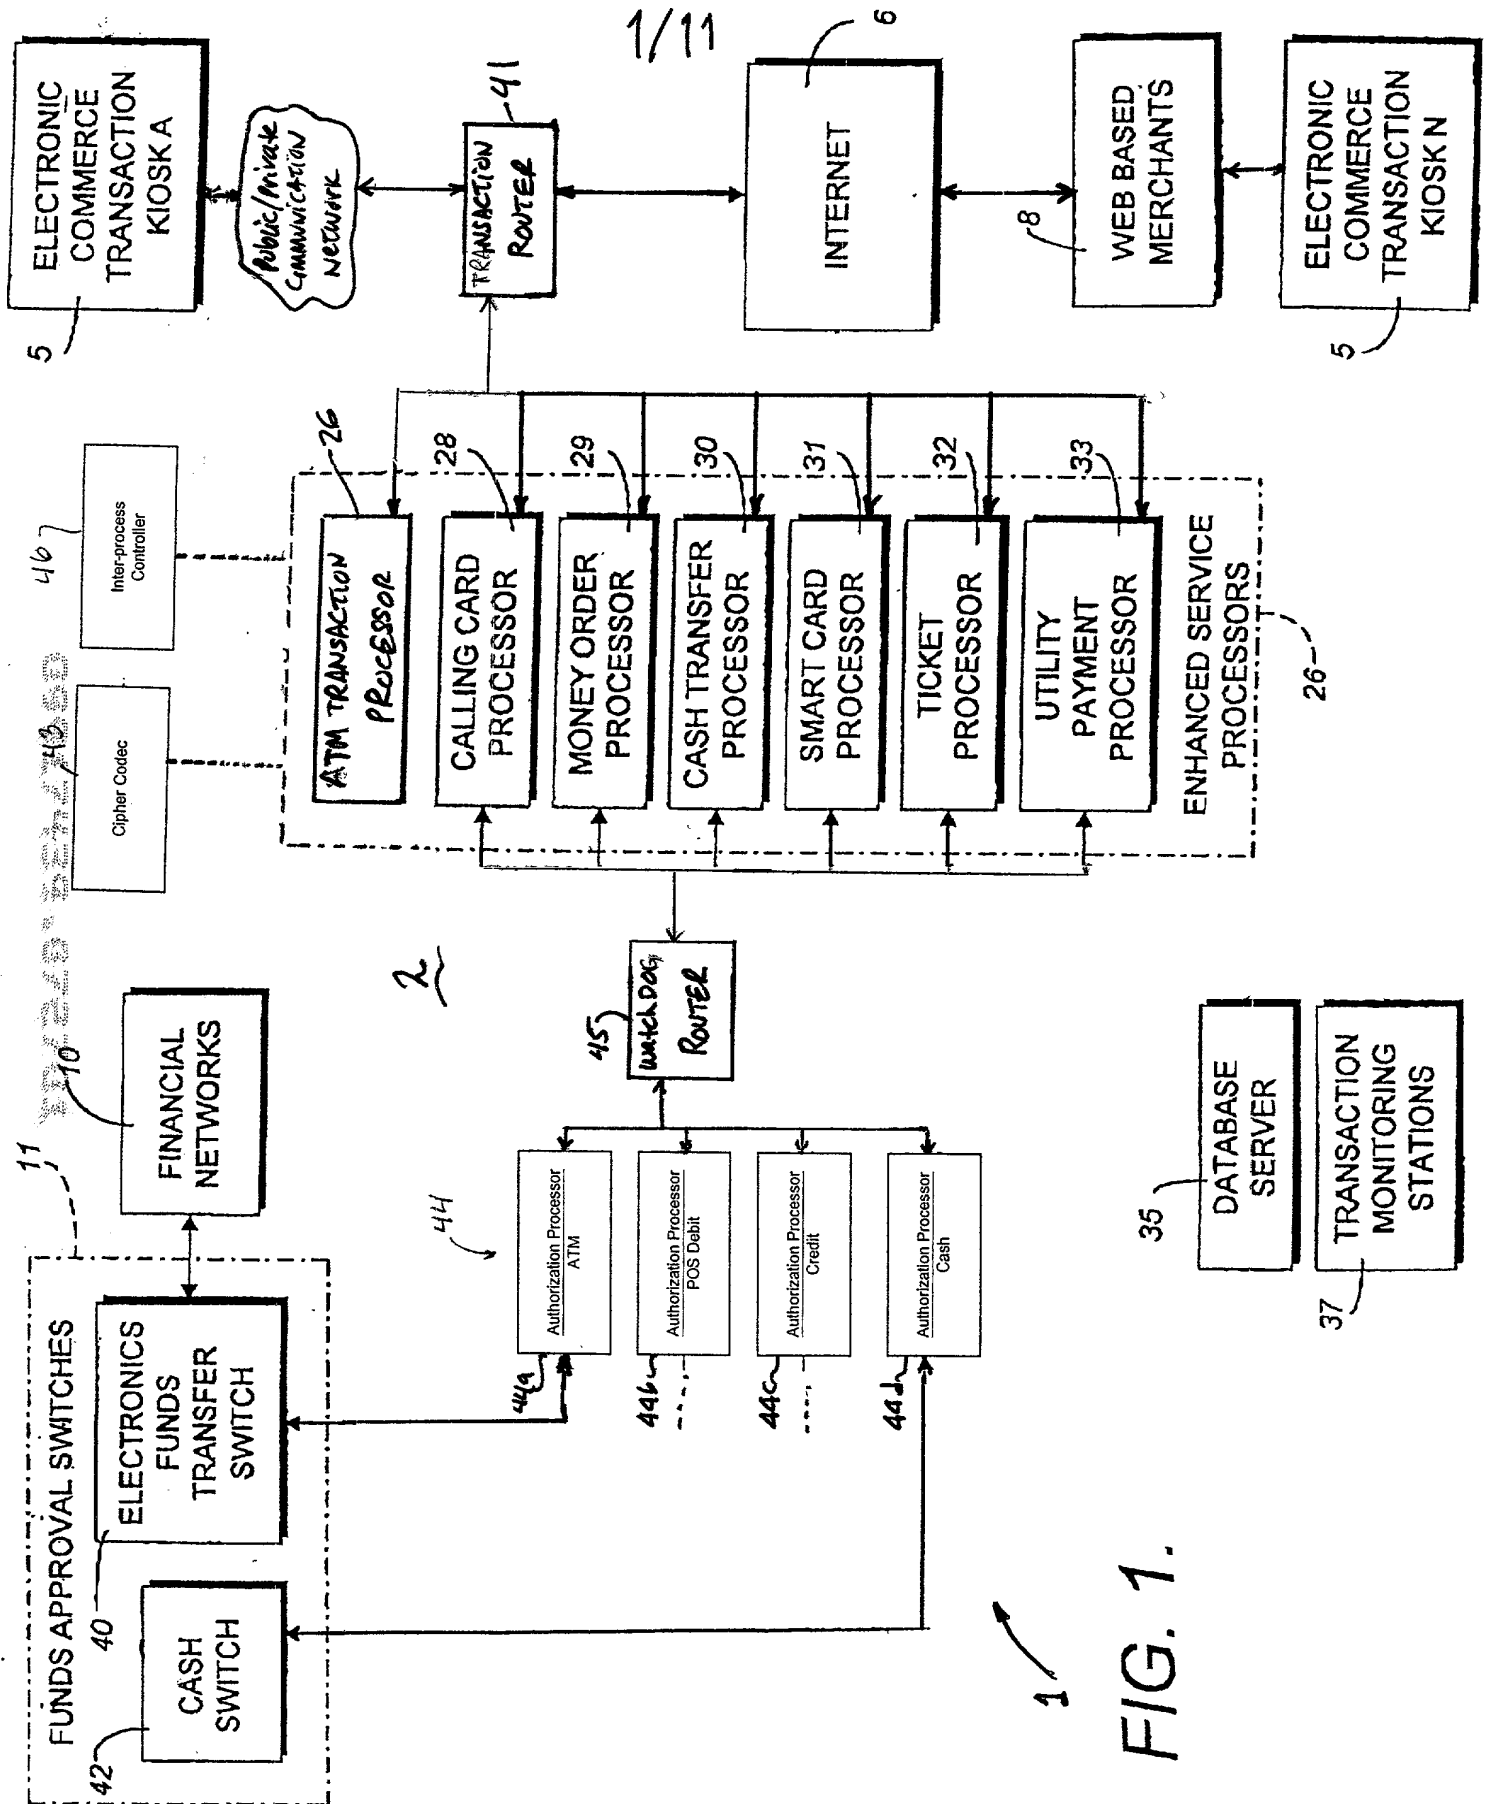 1/11
FUNDS APPROVAL SWITCHES
11
42
CASH
SWITCH
40
ELECTRONICS
FUNDS
TRANSFER
SWITCH
10
FINANCIAL
NETWORKS
43
Cipher Codec
46
Inter-process
Controller
5
ELECTRONIC
COMMERCE
TRANSACTION
KIOSK A
Public/Private
Communication
Network
41
TRANSACTION
ROUTER
6
INTERNET
8
WEB BASED
MERCHANTS
5
ELECTRONIC
COMMERCE
TRANSACTION
KIOSK N
26
ATM TRANSACTION
PROCESSOR
28
CALLING CARD
PROCESSOR
29
MONEY ORDER
PROCESSOR
30
CASH TRANSFER
PROCESSOR
31
SMART CARD
PROCESSOR
32
TICKET
PROCESSOR
33
UTILITY
PAYMENT
PROCESSOR
ENHANCED SERVICE
PROCESSORS
26
2
45
WatchDOG
ROUTER
44
44a
Authorization Processor
ATM
44b
Authorization Processor
POS Debit
44c
Authorization Processor
Credit
44d
Authorization Processor
Cash
35
DATABASE
SERVER
37
TRANSACTION
MONITORING
STATIONS
1
FIG. 1.